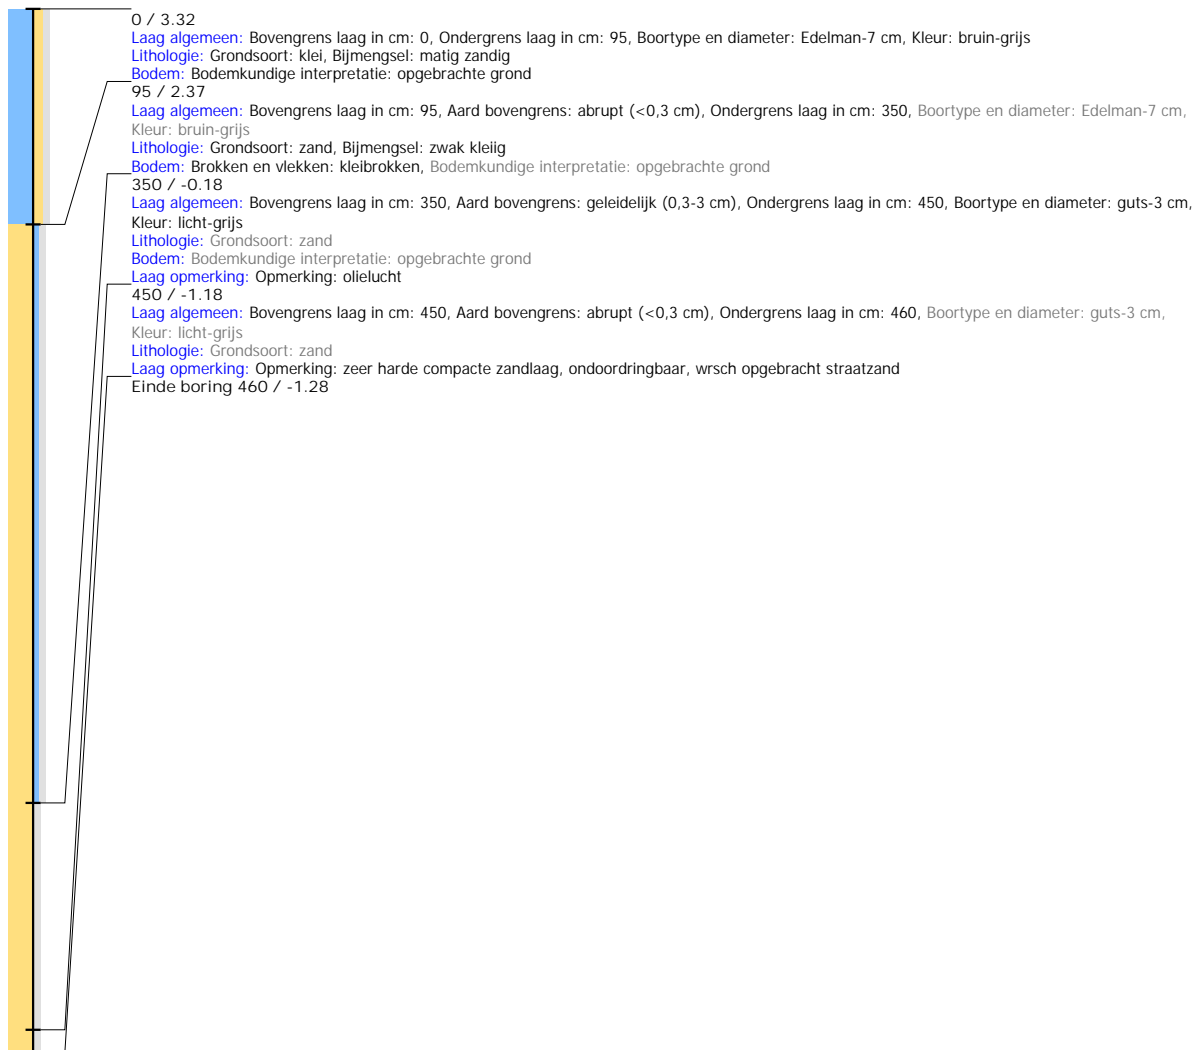 0 / 3.32
Laag algemeen: Bovengrens laag in cm: 0, Ondergrens laag in cm: 95, Boortype en diameter: Edelman-7 cm, Kleur: bruin-grijs
Lithologie: Grondsoort: klei, Bijmengsel: matig zandig
Bodem: Bodemkundige interpretatie: opgebrachte grond
95 / 2.37
Laag algemeen: Bovengrens laag in cm: 95, Aard bovengrens: abrupt (<0,3 cm), Ondergrens laag in cm: 350, Boortype en diameter: Edelman-7 cm,
Kleur: bruin-grijs
Lithologie: Grondsoort: zand, Bijmengsel: zwak kleiig
Bodem: Brokken en vlekken: kleibrokken, Bodemkundige interpretatie: opgebrachte grond
350 / -0.18
Laag algemeen: Bovengrens laag in cm: 350, Aard bovengrens: geleidelijk (0,3-3 cm), Ondergrens laag in cm: 450, Boortype en diameter: guts-3 cm,
Kleur: licht-grijs
Lithologie: Grondsoort: zand
Bodem: Bodemkundige interpretatie: opgebrachte grond
Laag opmerking: Opmerking: olielucht
450 / -1.18
Laag algemeen: Bovengrens laag in cm: 450, Aard bovengrens: abrupt (<0,3 cm), Ondergrens laag in cm: 460, Boortype en diameter: guts-3 cm,
Kleur: licht-grijs
Lithologie: Grondsoort: zand
Laag opmerking: Opmerking: zeer harde compacte zandlaag, ondoordringbaar, wrsch opgebracht straatzand
Einde boring 460 / -1.28